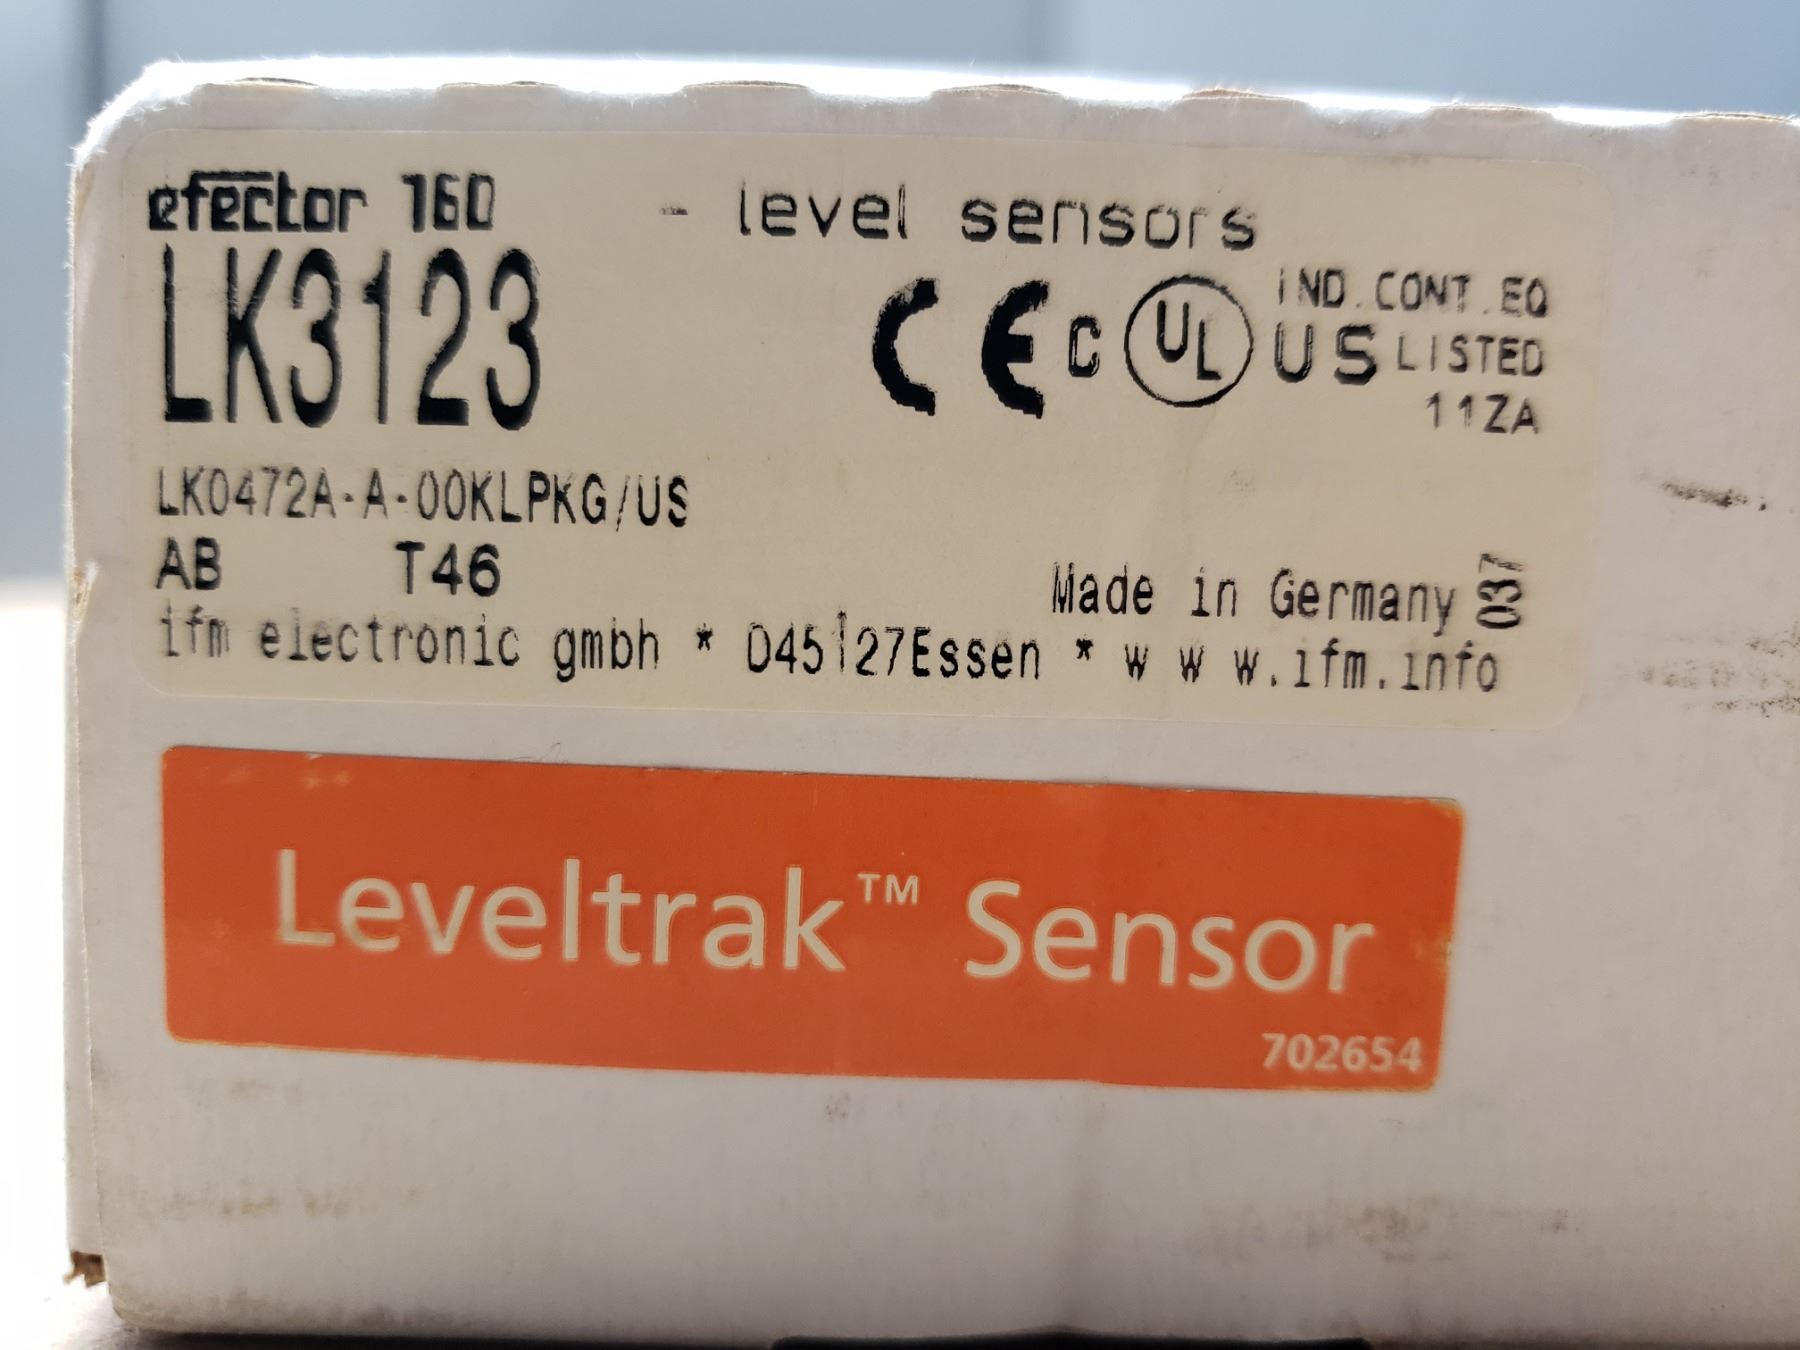 efector 160 - level sensors
LK3123
CE c UL US IND.CONT.EQ
LISTED
11ZA
LK0472A-A-00KLPKG/US
AB T46
Made in Germany 037
ifm electronic gmbh * D45127Essen * w w w.ifm.info
Leveltrak™ Sensor
702654